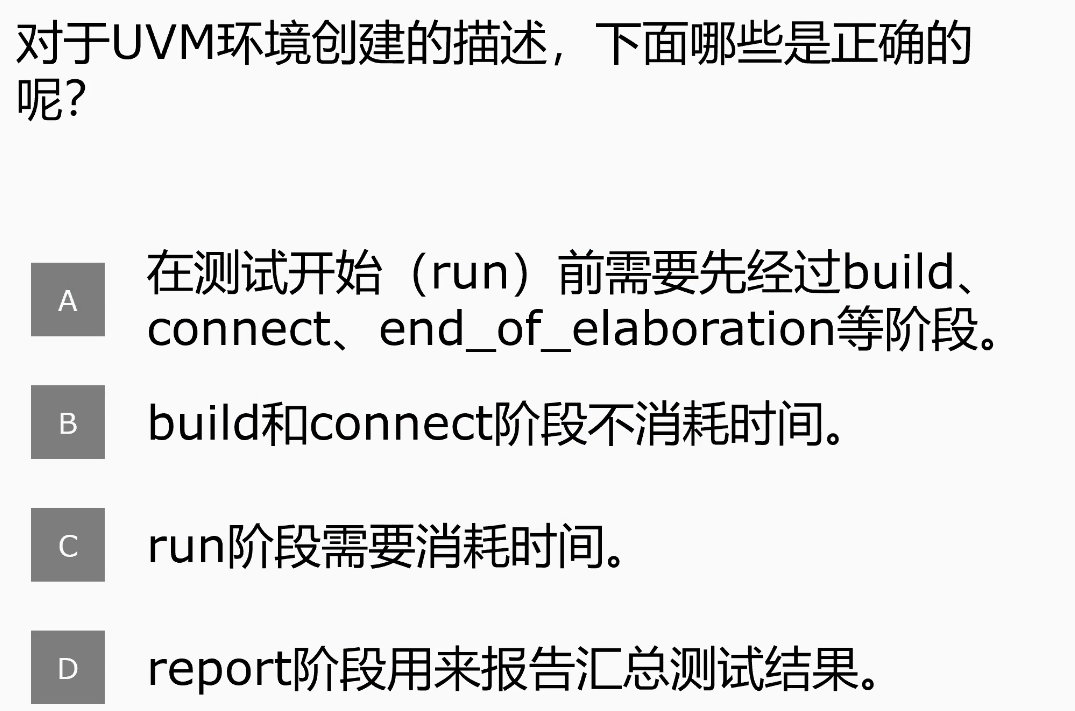 对于UVM环境创建的描述，下面哪些是正确的
呢？
A
在测试开始（run）前需要先经过build、
connect、end_of_elaboration等阶段。
B
build和connect阶段不消耗时间。
C
run阶段需要消耗时间。
D
report阶段用来报告汇总测试结果。